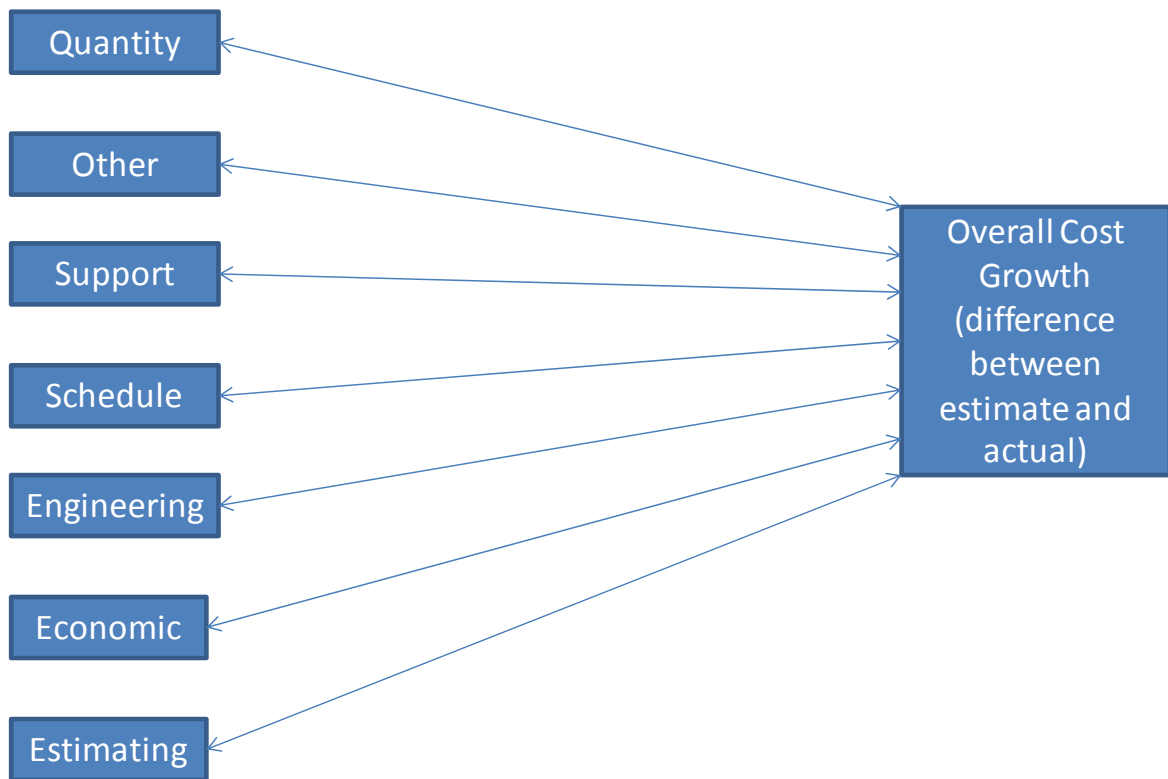 Quantity
Other
Support
Schedule
Engineering
Economic
Estimating
Overall Cost
Growth
(difference
between
estimate and
actual)